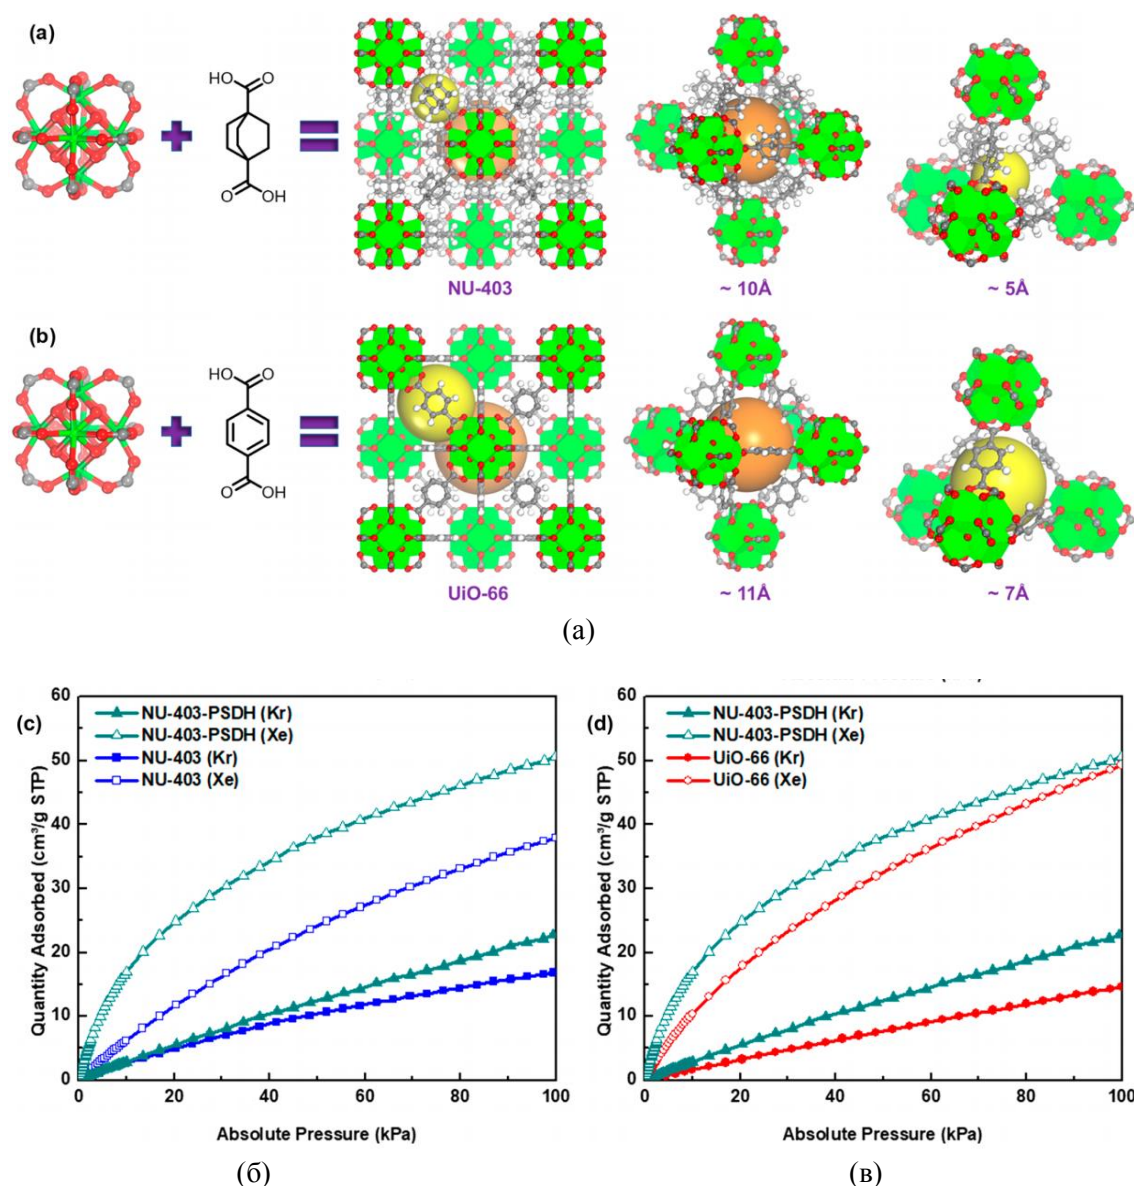 (a)
HO
O
O
OH
NU-403
~ 10Å
~ 5Å
(b)
HO
O
O
OH
UiO-66
~ 11Å
~ 7Å
(а)
(c)
NU-403-PSDH (Kr)
NU-403-PSDH (Xe)
NU-403 (Kr)
NU-403 (Xe)
Quantity Adsorbed (cm³/g STP)
60
50
40
30
20
10
0
0 20 40 60 80 100
Absolute Pressure (kPa)
(б)
(d)
NU-403-PSDH (Kr)
NU-403-PSDH (Xe)
UiO-66 (Kr)
UiO-66 (Xe)
Quantity Adsorbed (cm³/g STP)
60
50
40
30
20
10
0
0 20 40 60 80 100
Absolute Pressure (kPa)
(в)